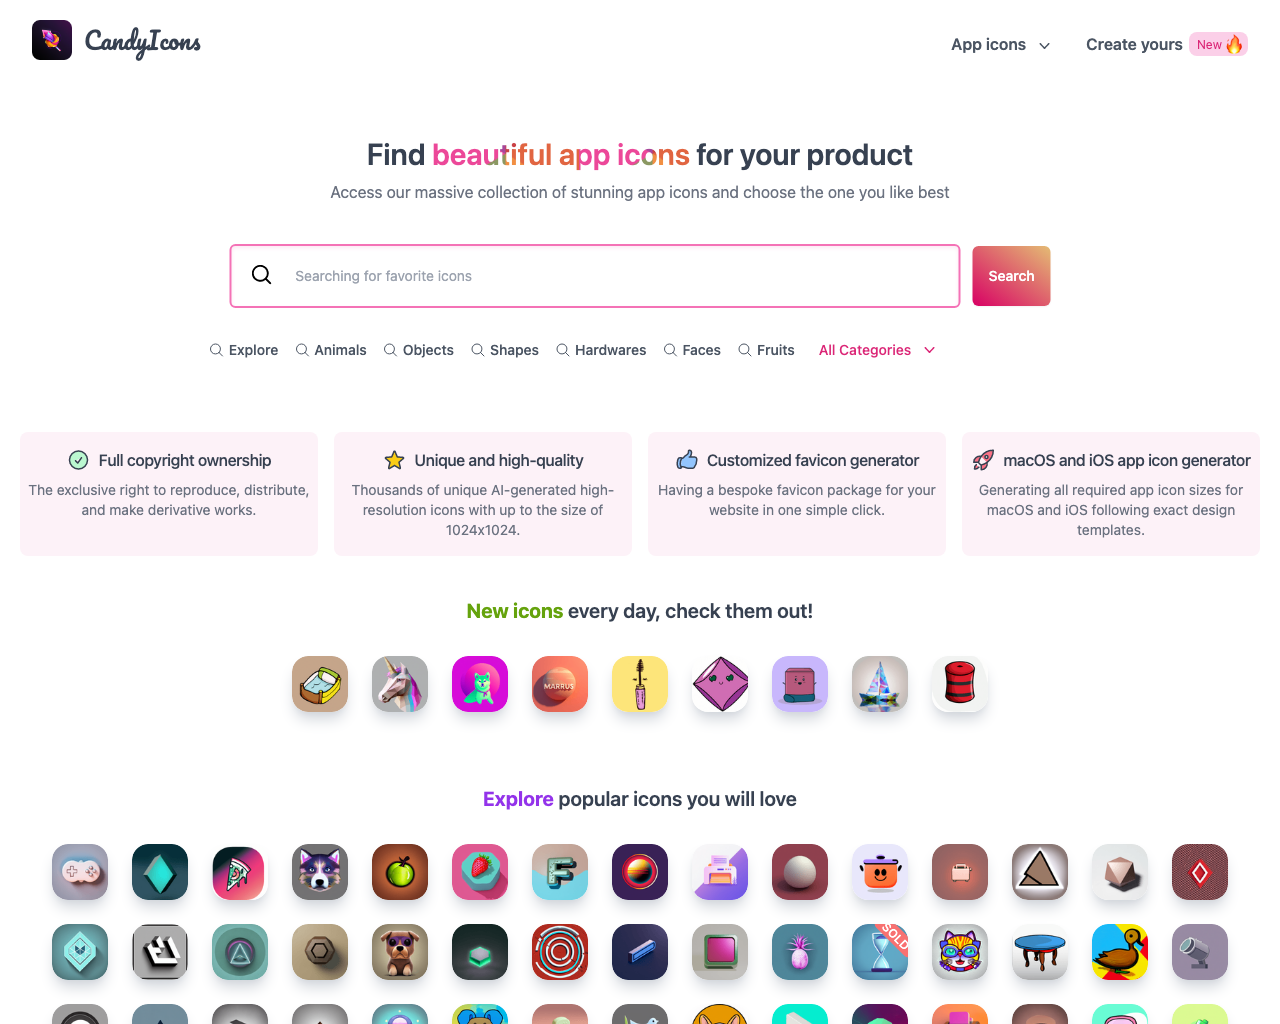 CandyIcons
App icons
Create yours New
Find beautiful app icons for your product
Access our massive collection of stunning app icons and choose the one you like best
Searching for favorite icons
Search
Explore Animals Objects Shapes Hardwares Faces Fruits All Categories
Full copyright ownership
The exclusive right to reproduce, distribute,
and make derivative works.
Unique and high-quality
Thousands of unique AI-generated high-
resolution icons with up to the size of
1024x1024.
Customized favicon generator
Having a bespoke favicon package for your
website in one simple click.
macOS and iOS app icon generator
Generating all required app icon sizes for
macOS and iOS following exact design
templates.
New icons every day, check them out!
MARRUS
Explore popular icons you will love
F
SOLD